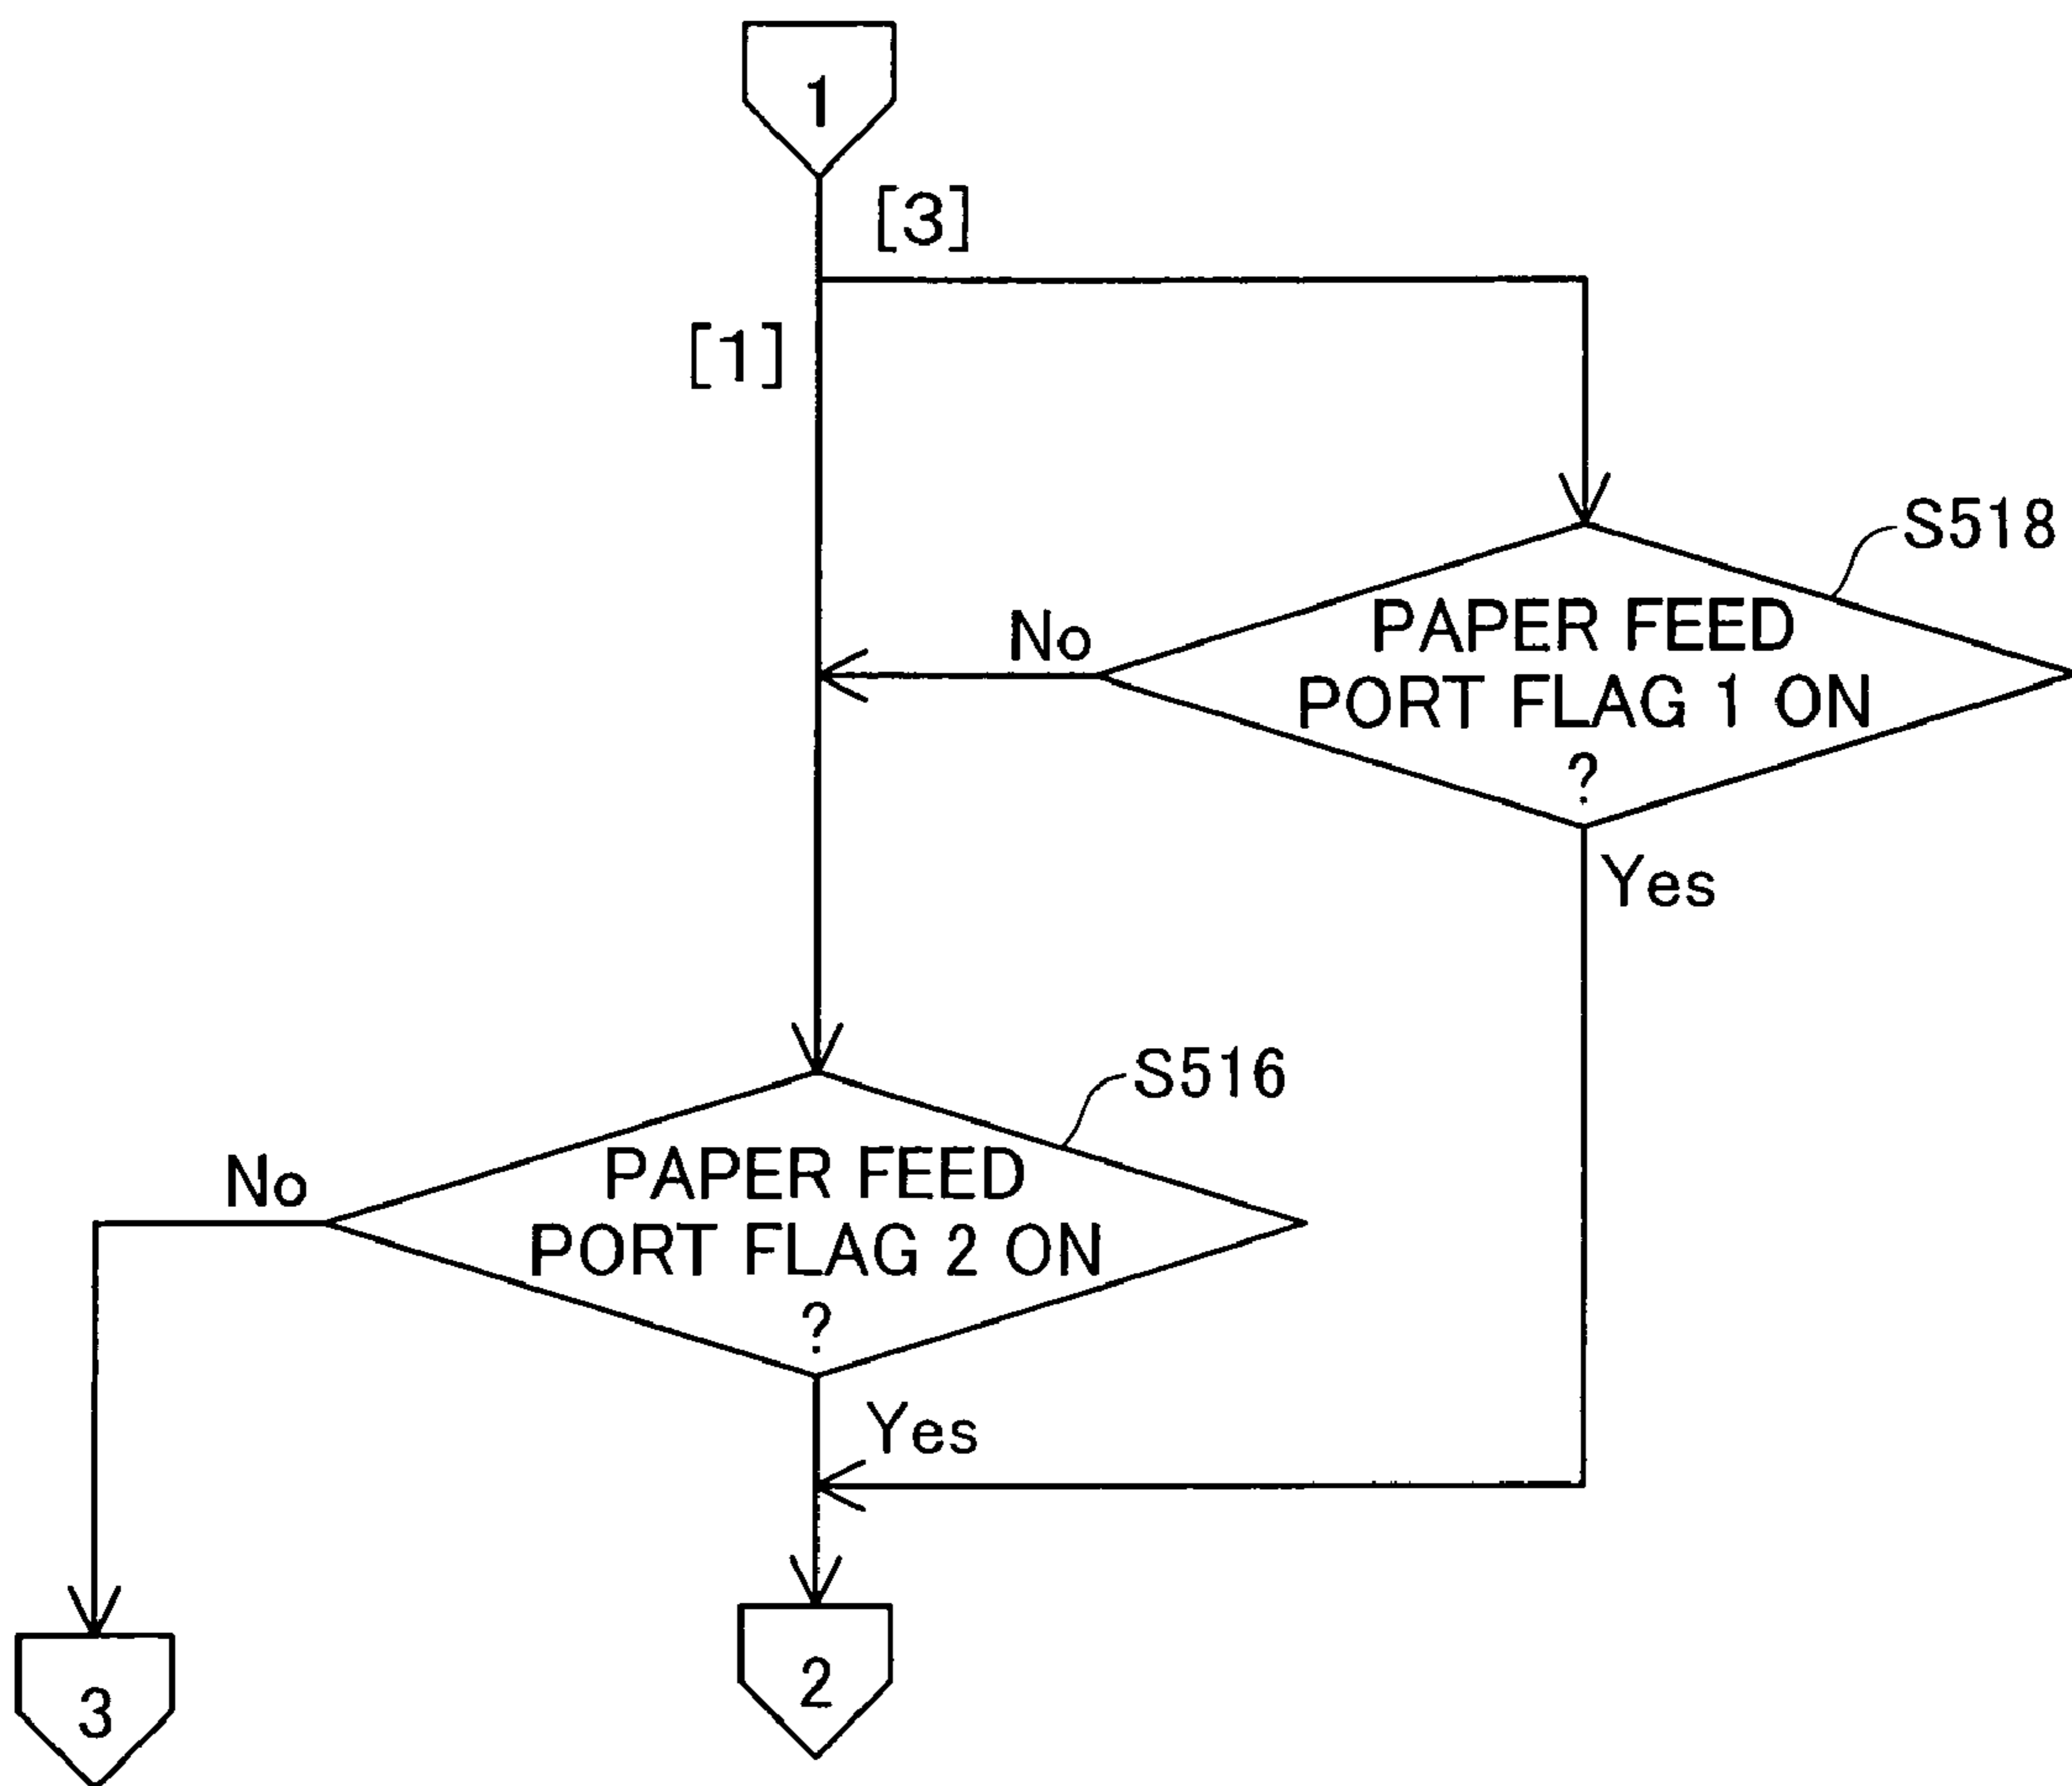 1
[3]
[1]
S518
PAPER FEED
PORT FLAG 1 ON
?
No
Yes
S516
PAPER FEED
PORT FLAG 2 ON
?
No
Yes
2
3